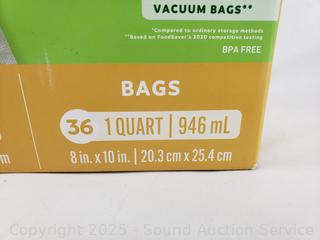 VACUUM BAGS**
*Compared to ordinary storage methods
**Based on FoodSaver's 2020 competitive testing
BPA FREE
BAGS
36 1 QUART | 946 mL
m 8 in. x 10 in. | 20.3 cm x 25.4 cm
Copyright 2025 - Sound Auction Service